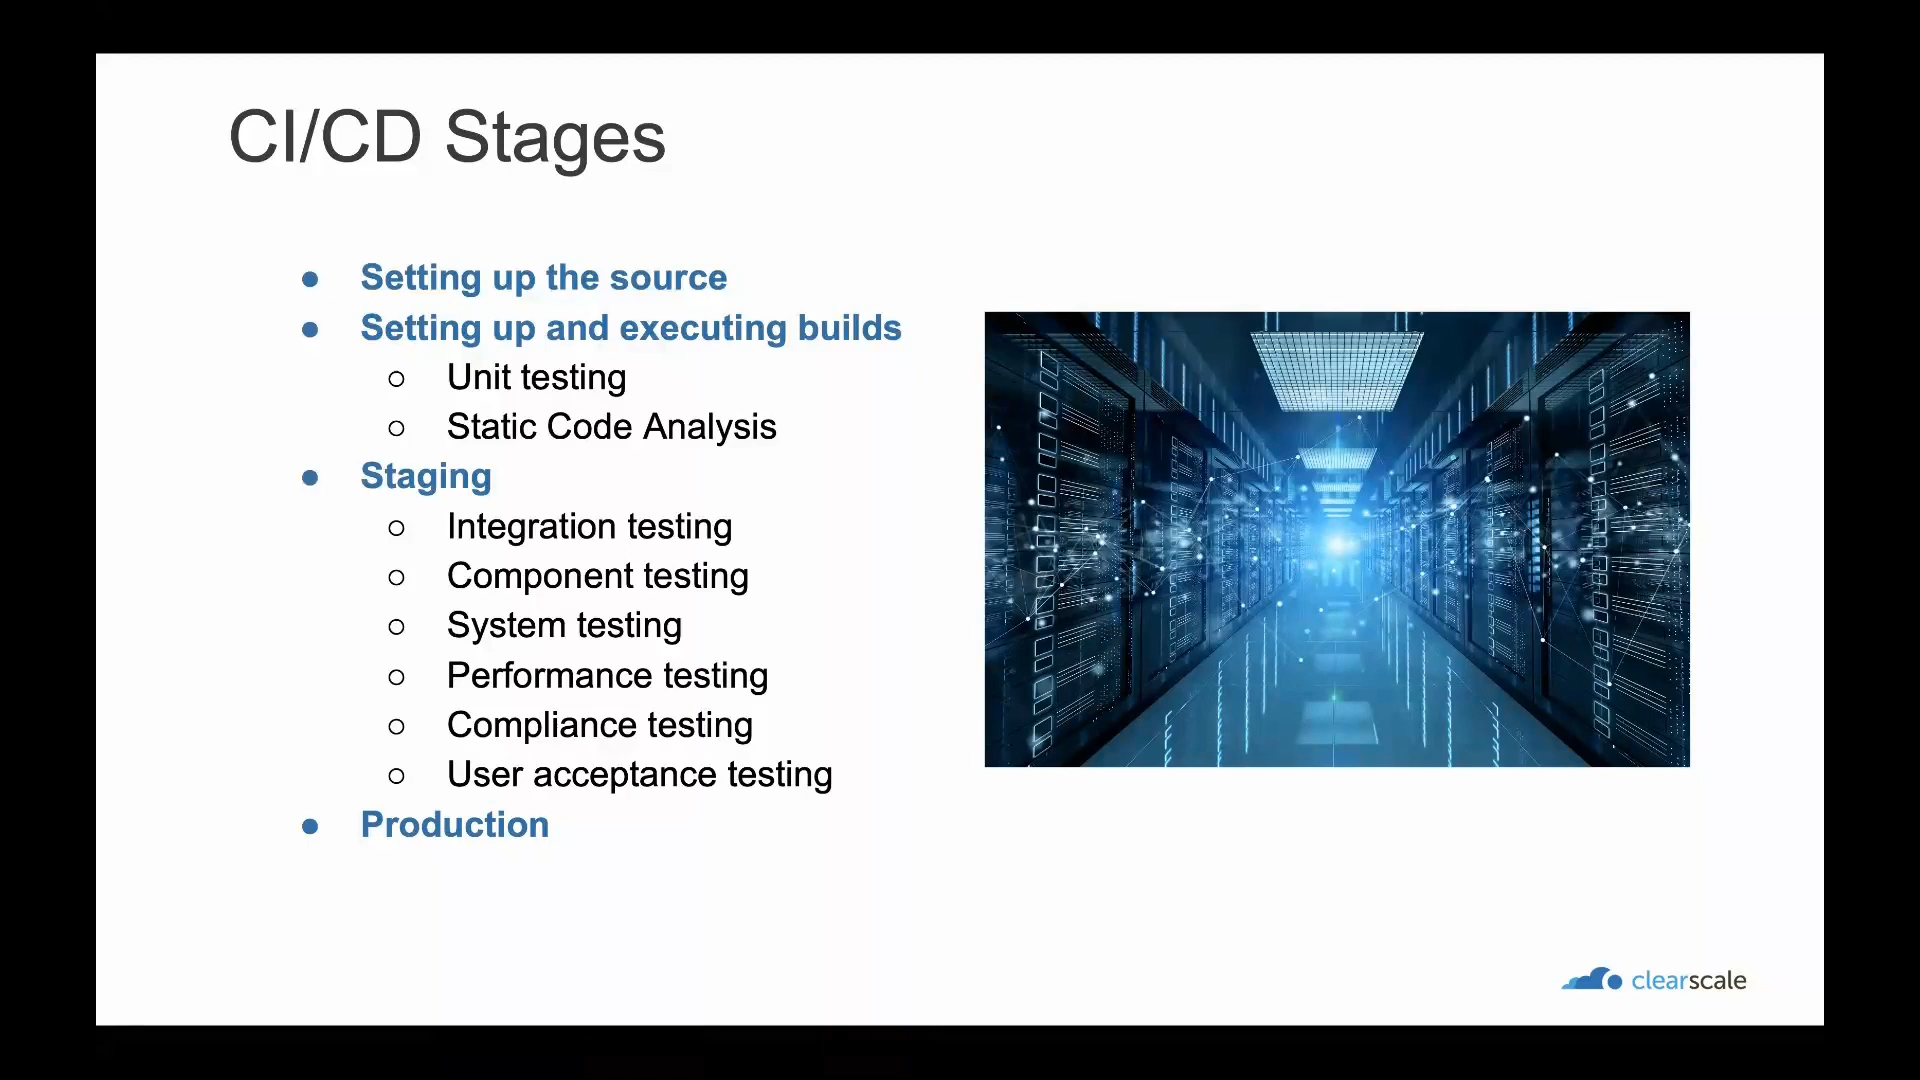 CI/CD Stages
● Setting up the source
● Setting up and executing builds
○ Unit testing
○ Static Code Analysis
● Staging
○ Integration testing
○ Component testing
○ System testing
○ Performance testing
○ Compliance testing
○ User acceptance testing
● Production
clearscale